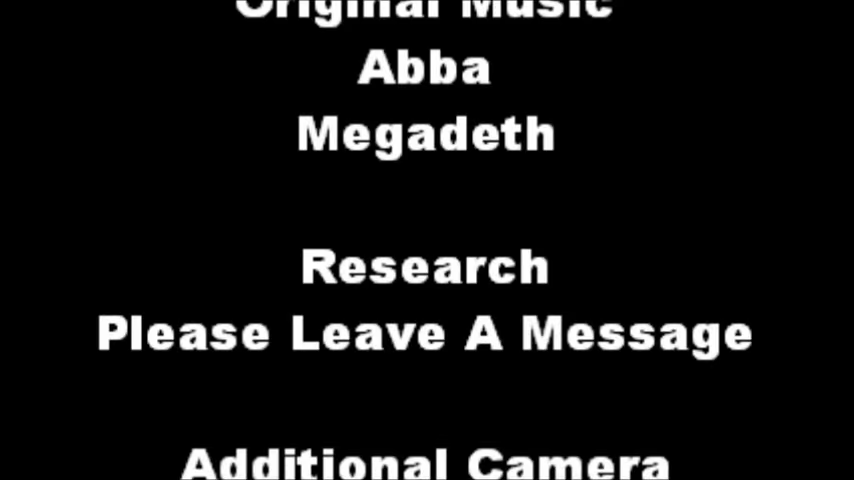 Original Music
Abba
Megadeth
Research
Please Leave A Message
Additional Camera